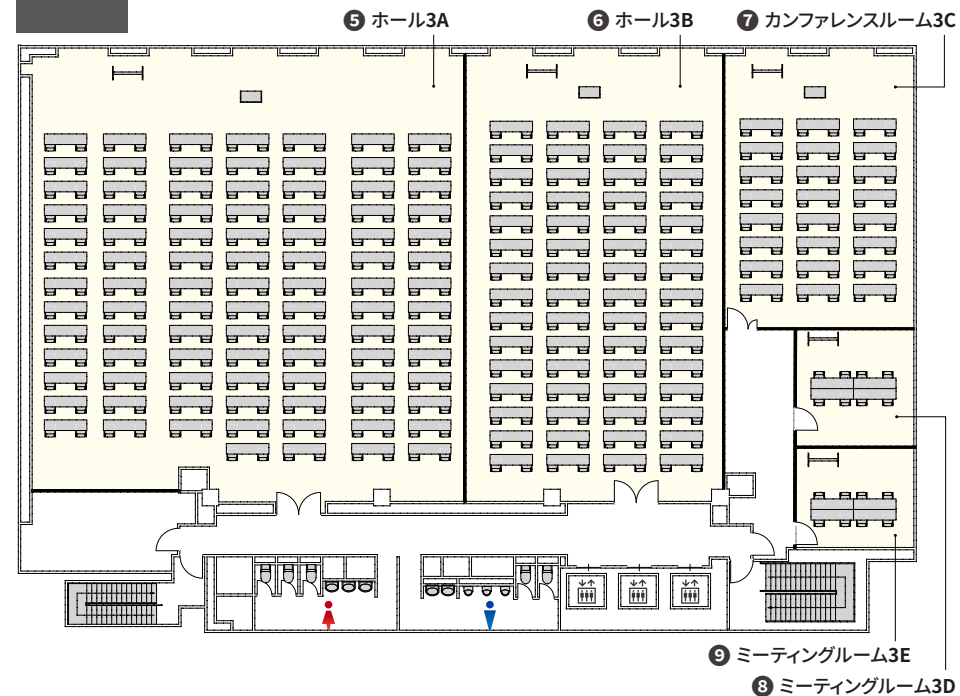 ❺ ホール3A
❻ ホール3B
❼ カンファレンスルーム3C
❾ ミーティングルーム3E
❽ ミーティングルーム3D